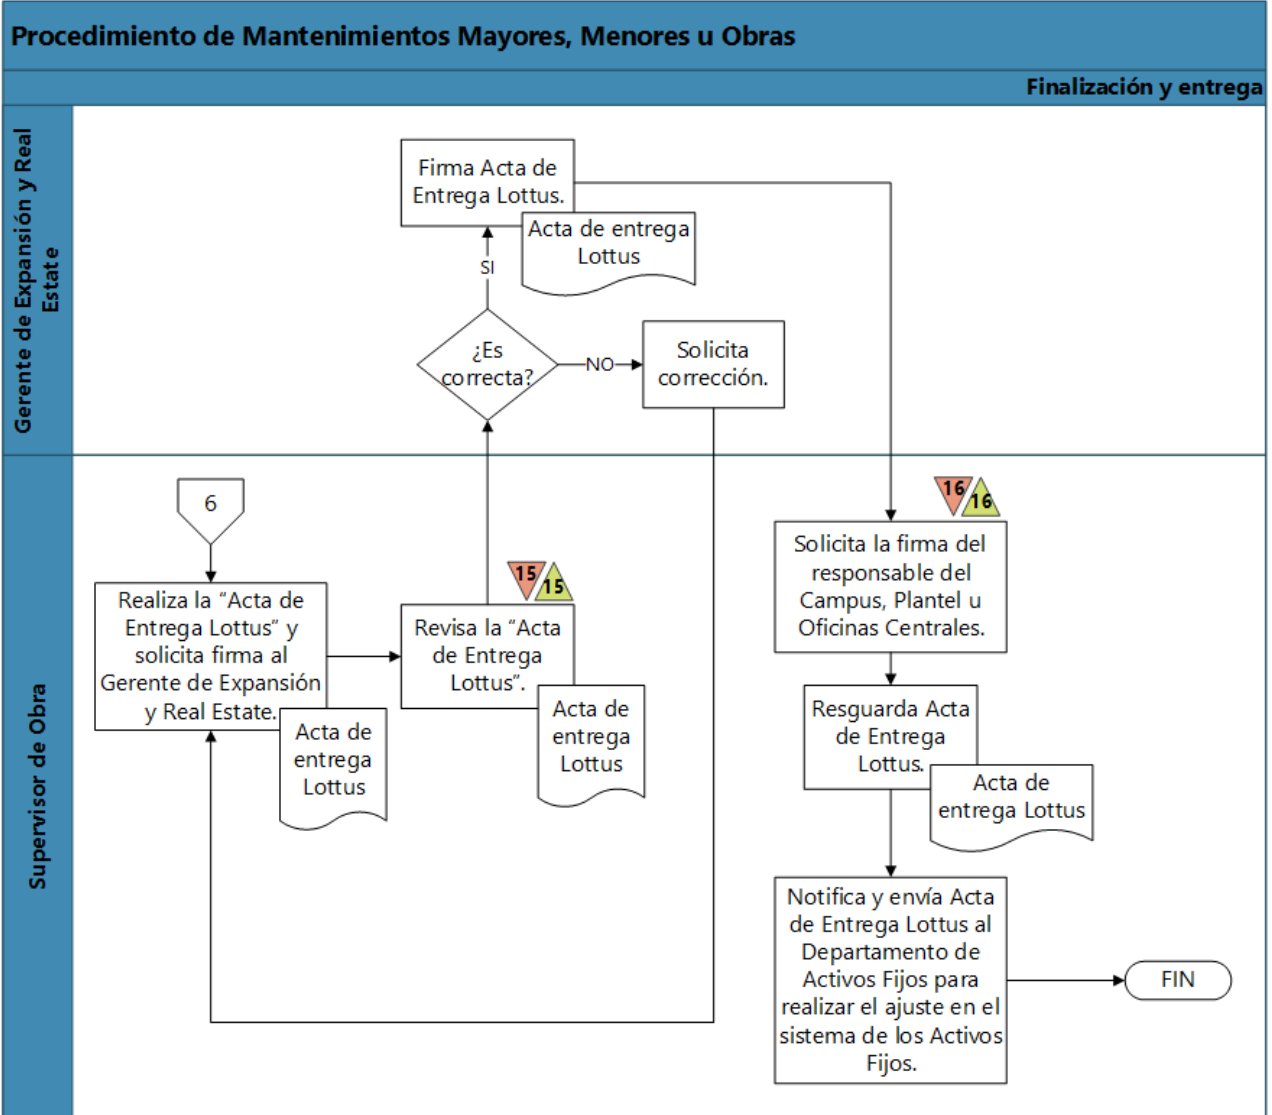 Procedimiento de Mantenimientos Mayores, Menores u Obras
Finalización y entrega
Gerente de Expansión y Real
Estate
Firma Acta de
Entrega Lottus.
Acta de entrega
Lottus
SI
¿Es
correcta?
NO
Solicita
corrección.
Supervisor de Obra
6
Realiza la “Acta de
Entrega Lottus” y
solicita firma al
Gerente de Expansión
y Real Estate.
Acta de
entrega
Lottus
15
15
Revisa la “Acta
de Entrega
Lottus”.
Acta de
entrega
Lottus
16
16
Solicita la firma del
responsable del
Campus, Plantel u
Oficinas Centrales.
Resguarda Acta
de Entrega
Lottus.
Acta de
entrega Lottus
Notifica y envía Acta
de Entrega Lottus al
Departamento de
Activos Fijos para
realizar el ajuste en el
sistema de los Activos
Fijos.
FIN